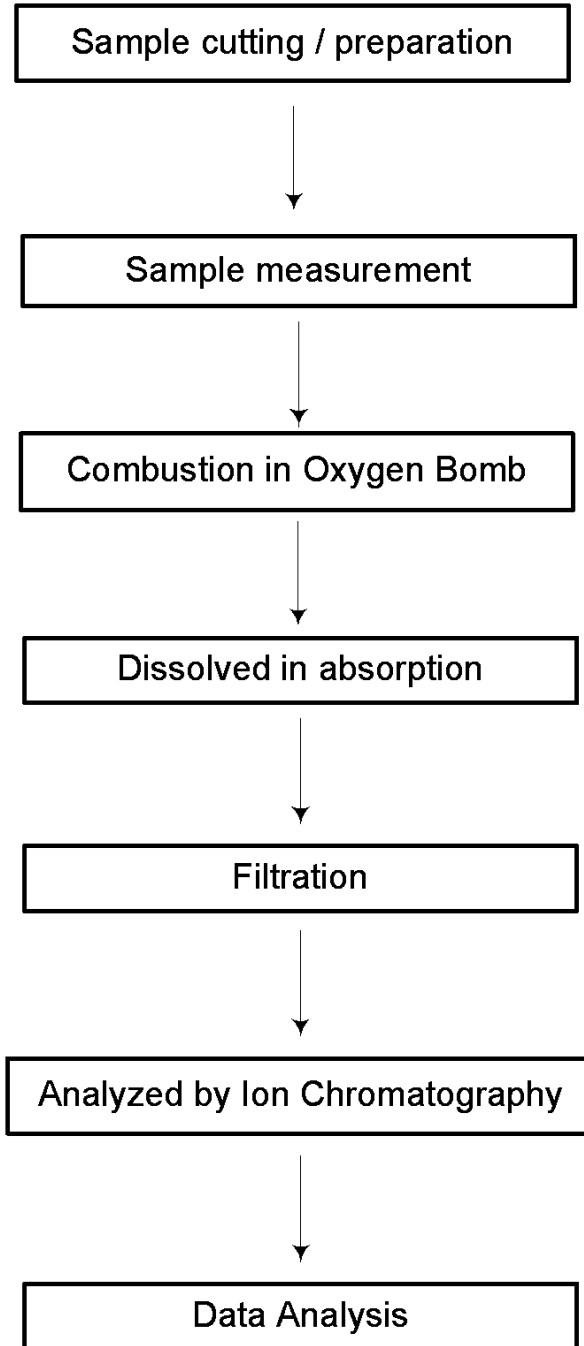 Sample cutting / preparation
Sample measurement
Combustion in Oxygen Bomb
Dissolved in absorption
Filtration
Analyzed by Ion Chromatography
Data Analysis